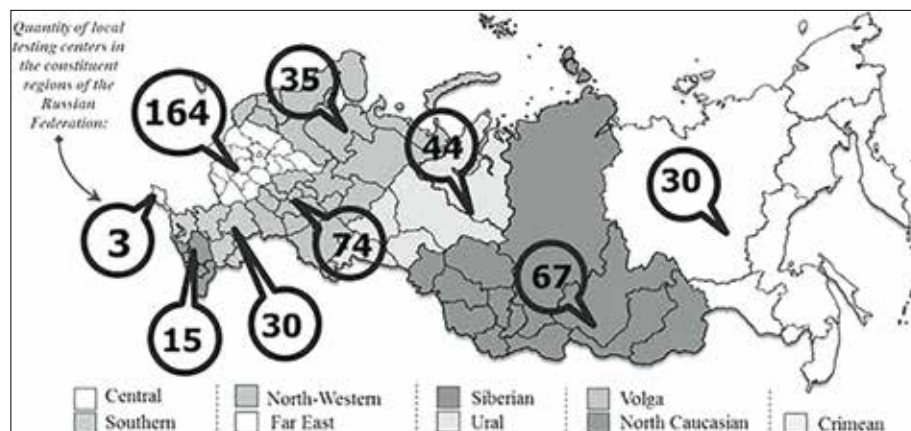 Quantity of local
testing centers in
the constituent
regions of the
Russian
Federation:
35
164
44
30
3
74
67
15
30
Central
North-Western
Siberian
Volga
Southern
Far East
Ural
North Caucasian
Crimean